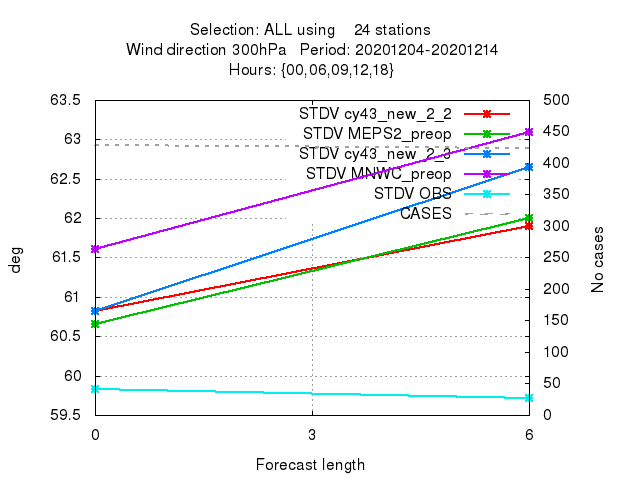 Selection: ALL using 24 stations
Wind direction 300hPa Period: 20201204-20201214
Hours: {00,06,09,12,18}
STDV cy43_new_2_2
STDV MEPS2_preop
STDV cy43_new_2_3
STDV MNWC_preop
STDV OBS
CASES
63.5
63
62.5
62
61.5
61
60.5
60
59.5
deg
500
450
400
350
300
250
200
150
100
50
0
No cases
0 3 6
Forecast length